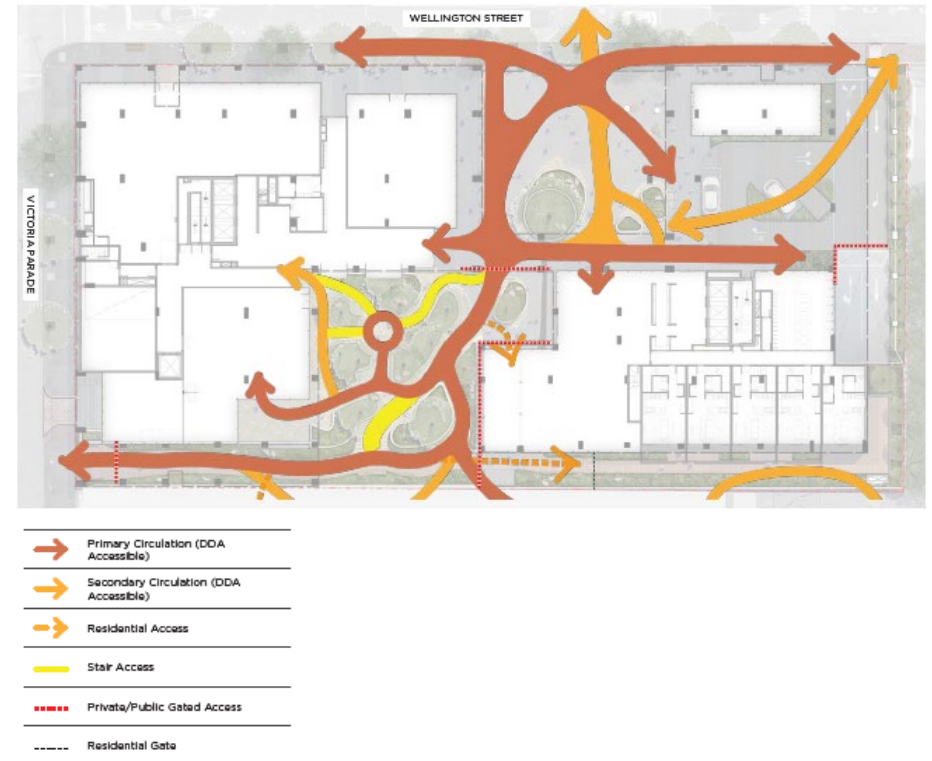 WELLINGTON STREET
VICTORIA PARADE
Primary Circulation (DDA
Accessible)
Secondary Circulation (DDA
Accessible)
Residential Access
Stair Access
Private/Public Gated Access
Residential Gate